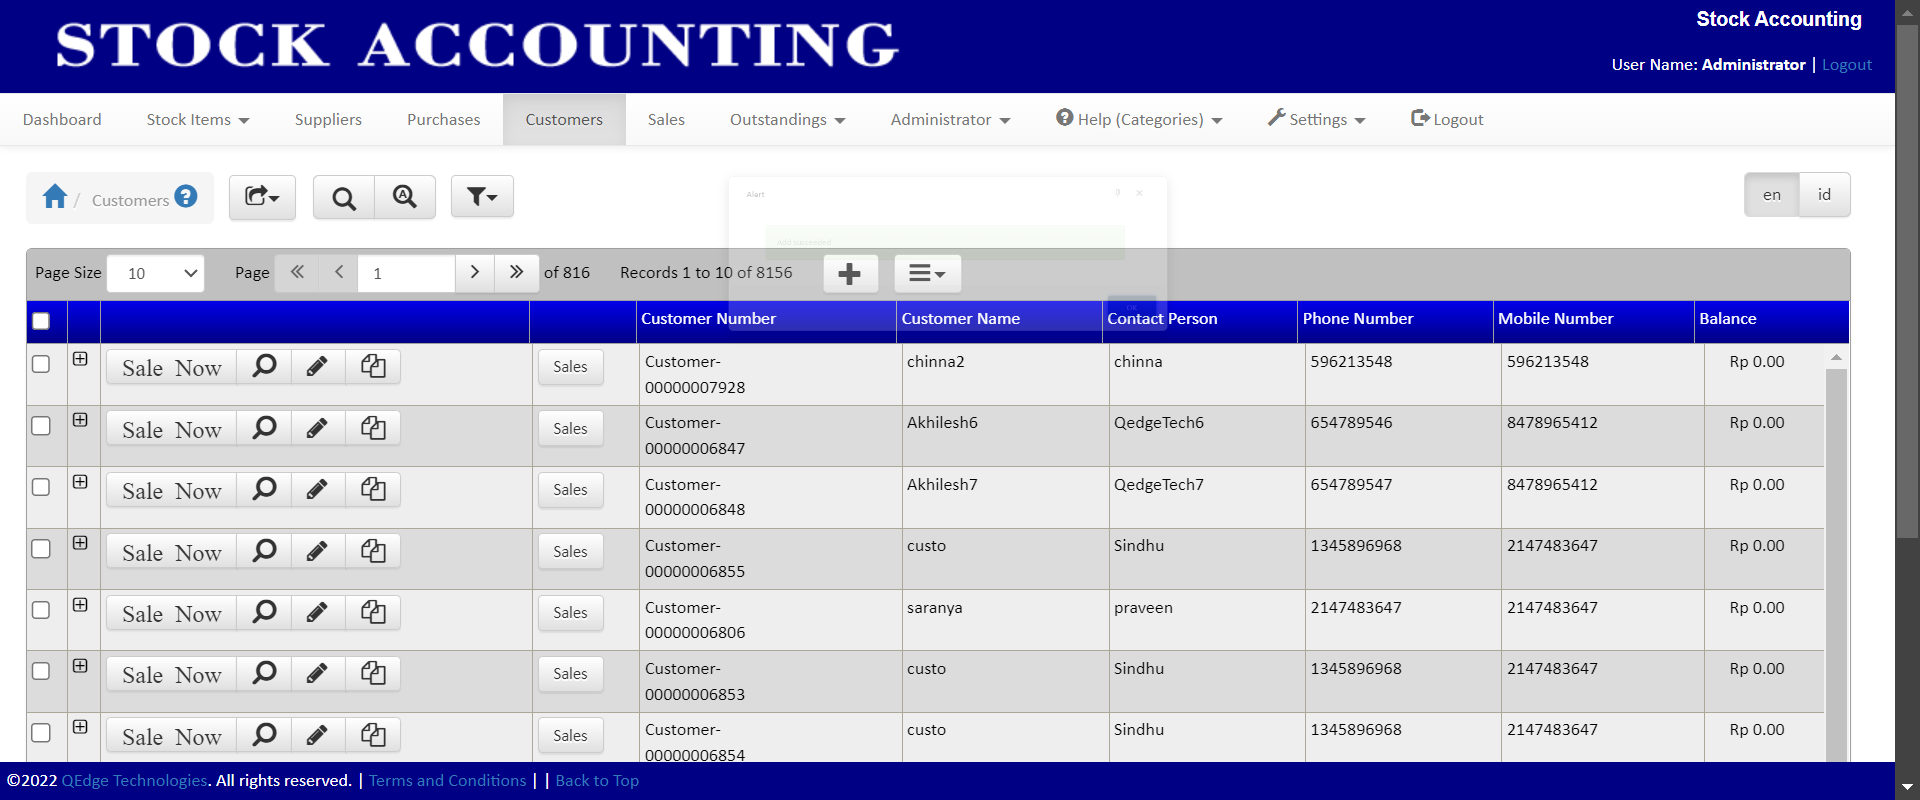 STOCK ACCOUNTING
Stock Accounting
User Name: Administrator | Logout
Dashboard Stock Items Suppliers Purchases Customers Sales Outstandings Administrator Help (Categories) Settings Logout
/ Customers
en id
Alert
Add succeeded
Page Size 10 Page 1 of 816 Records 1 to 10 of 8156
Customer Number Customer Name Contact Person Phone Number Mobile Number Balance
Sale Now Sales Customer-00000007928 chinna2 chinna 596213548 596213548 Rp 0.00
Sale Now Sales Customer-00000006847 Akhilesh6 QedgeTech6 654789546 8478965412 Rp 0.00
Sale Now Sales Customer-00000006848 Akhilesh7 QedgeTech7 654789547 8478965412 Rp 0.00
Sale Now Sales Customer-00000006855 custo Sindhu 1345896968 2147483647 Rp 0.00
Sale Now Sales Customer-00000006806 saranya praveen 2147483647 2147483647 Rp 0.00
Sale Now Sales Customer-00000006853 custo Sindhu 1345896968 2147483647 Rp 0.00
Sale Now Sales Customer-00000006854 custo Sindhu 1345896968 2147483647 Rp 0.00
©2022 QEdge Technologies. All rights reserved. | Terms and Conditions | | Back to Top